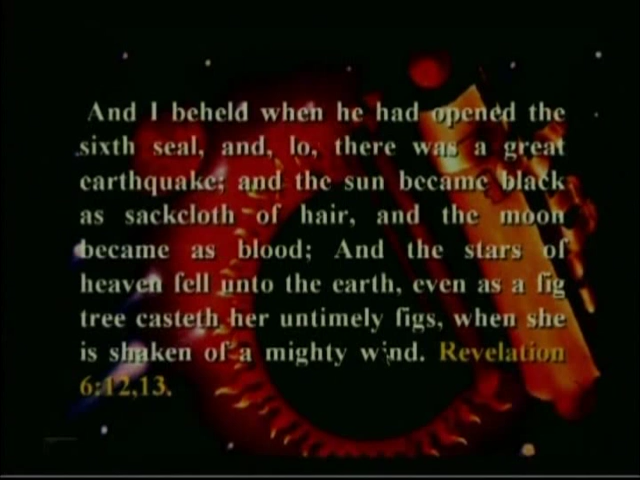 And I beheld when he had opened the
sixth seal, and, lo, there was a great
earthquake; and the sun became black
as sackcloth of hair, and the moon
became as blood; And the stars of
heaven fell unto the earth, even as a fig
tree casteth her untimely figs, when she
is shaken of a mighty wind. Revelation
6:12,13.